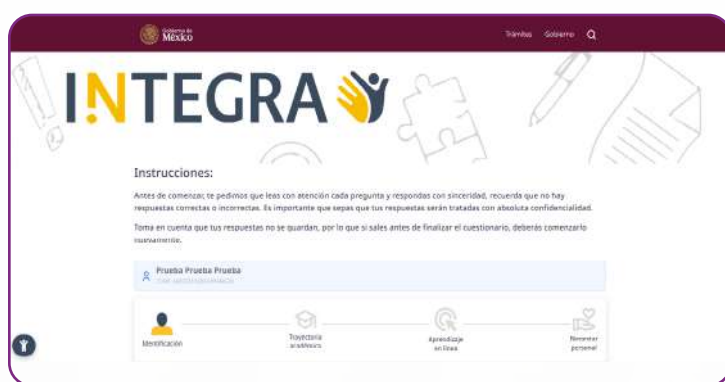 Gobierno de
México
Trámites Gobierno
INTEGRA
Instrucciones:
Antes de comenzar, te pedimos que leas con atención cada pregunta y respondas con sinceridad, recuerda que no hay
respuestas correctas o incorrectas. Es importante que sepas que tus respuestas serán tratadas con absoluta confidencialidad.
Toma en cuenta que tus respuestas no se guardan, por lo que si sales antes de finalizar el cuestionario, deberás comenzarlo
nuevamente.
Prueba Prueba Prueba
Identificación
Trayectoria
académica
Aprendizaje
en línea
Bienestar
personal